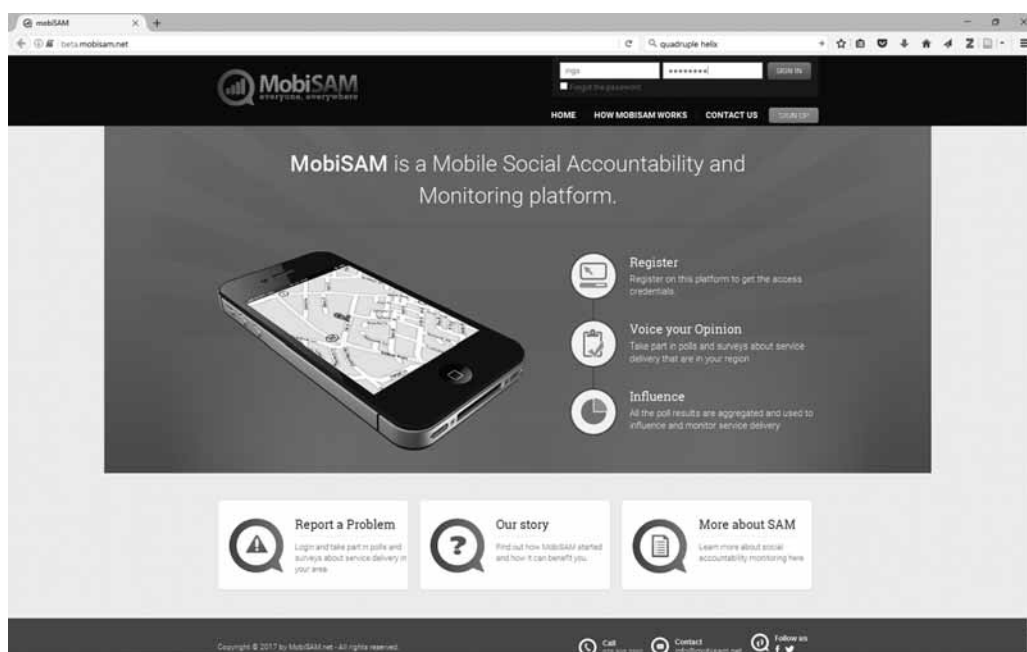 mobiSAM
beta.mobisam.net
quadruple helix
MobiSAM
everyone, everywhere
SIGN IN
Forgot the password
HOME HOW MOBISAM WORKS CONTACT US SIGN UP
MobiSAM is a Mobile Social Accountability and
Monitoring platform.
Register
Register on this platform to get the access
credentials
Voice your Opinion
Take part in polls and surveys about service
delivery that are in your region
Influence
All the poll results are aggregated and used to
influence and monitor service delivery
Report a Problem
Login and take part in polls and
surveys about service delivery in
your area
Our story
Find out how MobiSAM started
and how it can benefit you.
More about SAM
Learn more about social
accountability monitoring here
Copyright © 2017 by MobiSAM.net - All rights reserved.
Call
Contact
Follow us